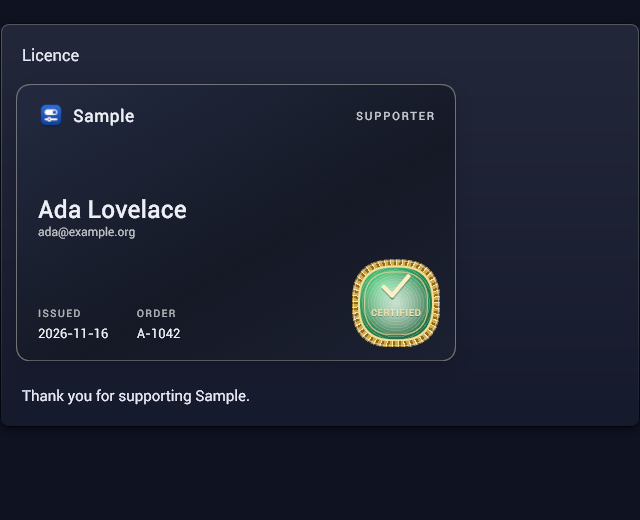 Licence
Sample
SUPPORTER
Ada Lovelace
ada@example.org
ISSUED
ORDER
2026-11-16
A-1042
CERTIFIED
Thank you for supporting Sample.